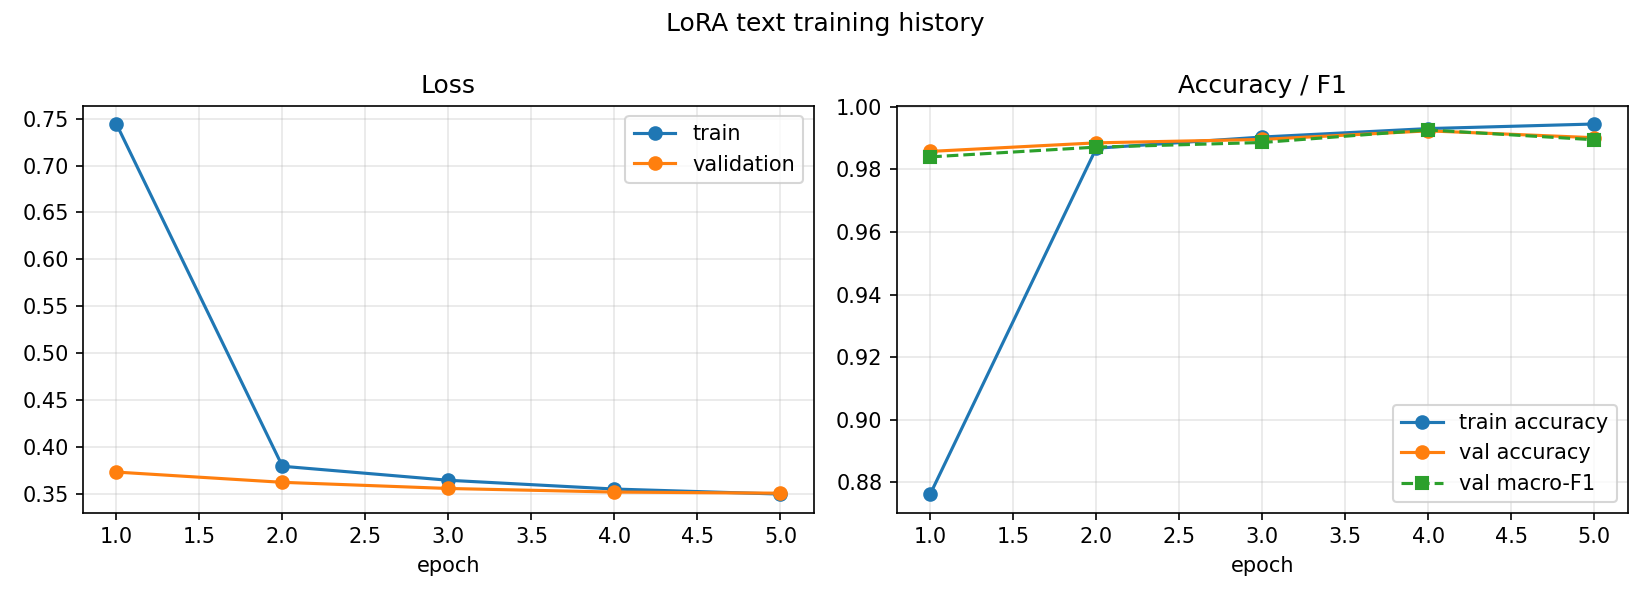 LoRA text training history
Loss
0.75
0.70
0.65
0.60
0.55
0.50
0.45
0.40
0.35
train
validation
1.0 1.5 2.0 2.5 3.0 3.5 4.0 4.5 5.0
epoch
Accuracy / F1
1.00
0.98
0.96
0.94
0.92
0.90
0.88
train accuracy
val accuracy
val macro-F1
1.0 1.5 2.0 2.5 3.0 3.5 4.0 4.5 5.0
epoch